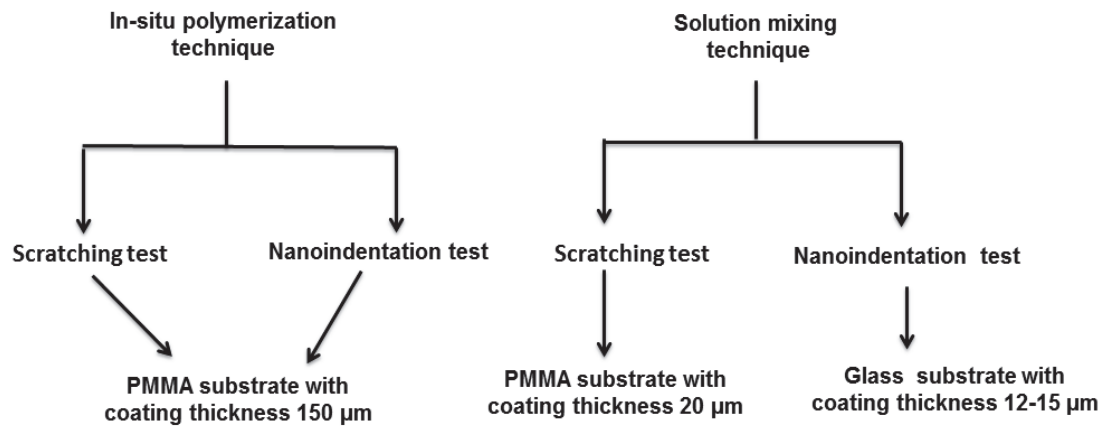 In-situ polymerization
technique
Scratching test
Nanoindentation test
PMMA substrate with
coating thickness 150 µm
Solution mixing
technique
Scratching test
Nanoindentation test
PMMA substrate with
coating thickness 20 µm
Glass substrate with
coating thickness 12-15 µm